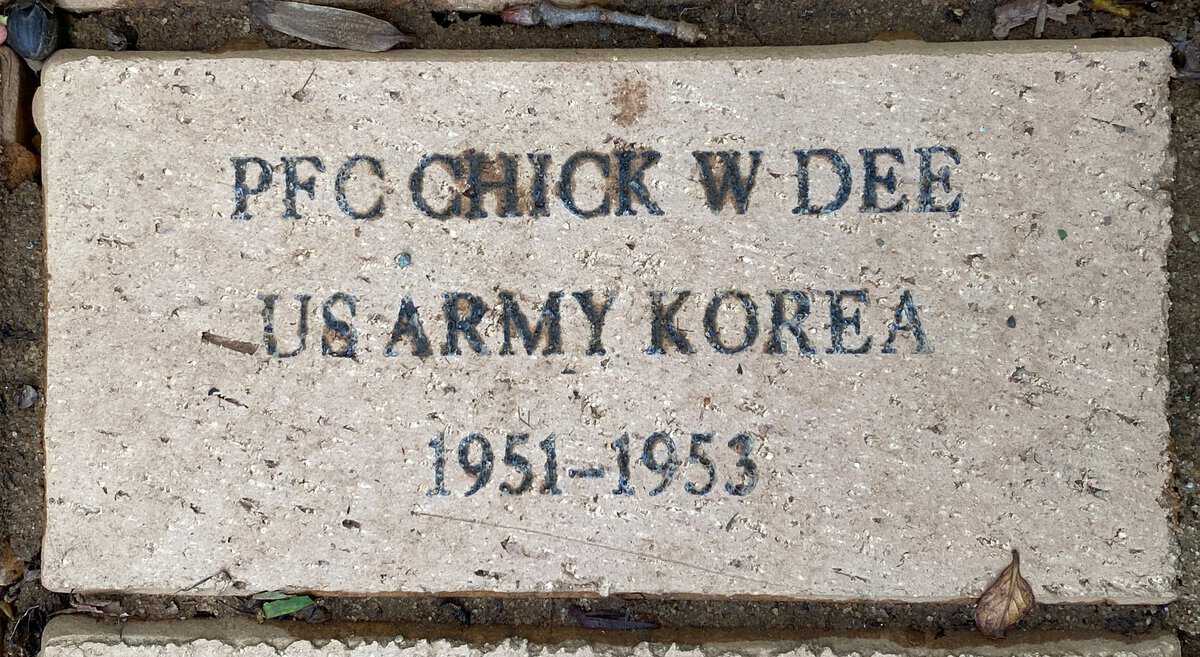 PFC CHICK W DEE
US ARMY KOREA
1951-1953